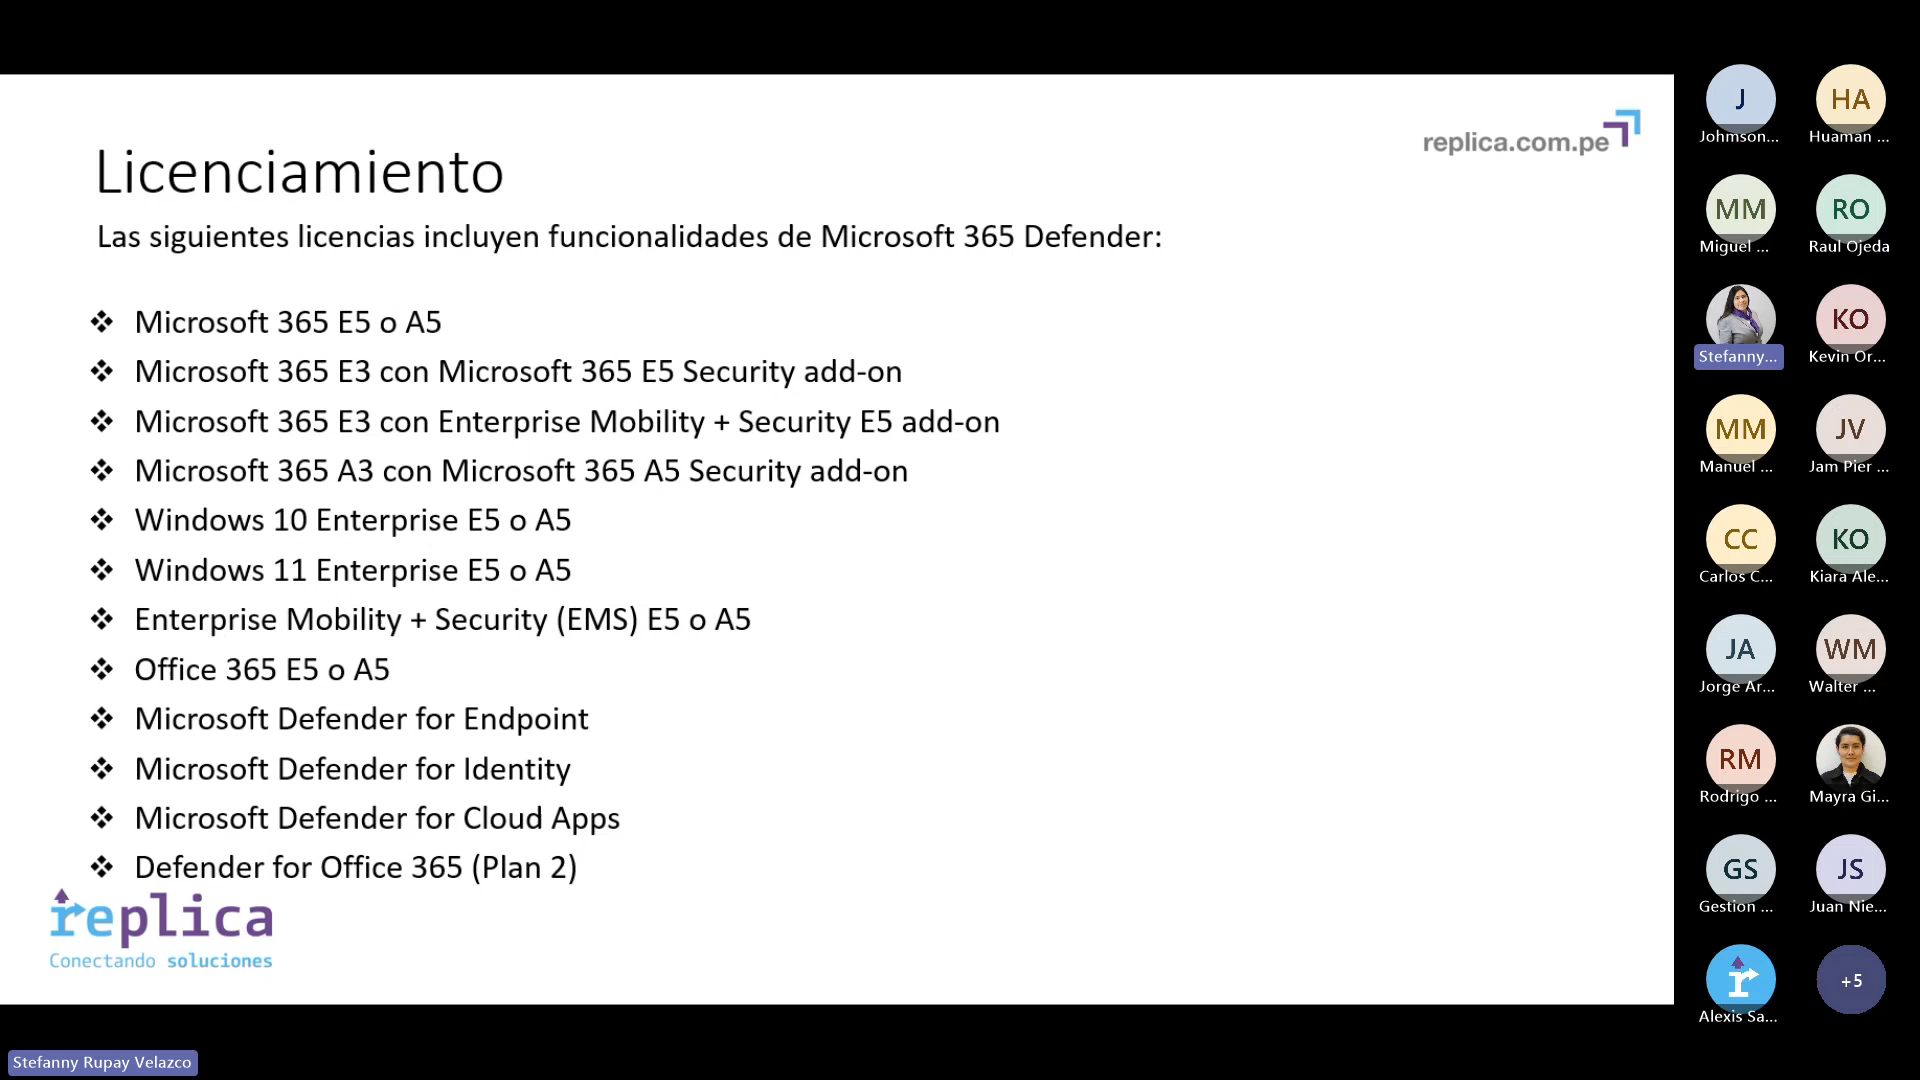 replica.com.pe
Licenciamiento
Las siguientes licencias incluyen funcionalidades de Microsoft 365 Defender:
❖ Microsoft 365 E5 o A5
❖ Microsoft 365 E3 con Microsoft 365 E5 Security add-on
❖ Microsoft 365 E3 con Enterprise Mobility + Security E5 add-on
❖ Microsoft 365 A3 con Microsoft 365 A5 Security add-on
❖ Windows 10 Enterprise E5 o A5
❖ Windows 11 Enterprise E5 o A5
❖ Enterprise Mobility + Security (EMS) E5 o A5
❖ Office 365 E5 o A5
❖ Microsoft Defender for Endpoint
❖ Microsoft Defender for Identity
❖ Microsoft Defender for Cloud Apps
❖ Defender for Office 365 (Plan 2)
replica
Conectando soluciones
Stefanny Rupay Velazco
J
Johmson...
HA
Huaman ...
MM
Miguel ...
RO
Raul Ojeda
Stefanny...
KO
Kevin Or...
MM
Manuel ...
JV
Jam Pier ...
CC
Carlos C...
KO
Kiara Ale...
JA
Jorge Ar...
WM
Walter ...
RM
Rodrigo ...
Mayra Gi...
GS
Gestion ...
JS
Juan Nie...
r
Alexis Sa...
+5